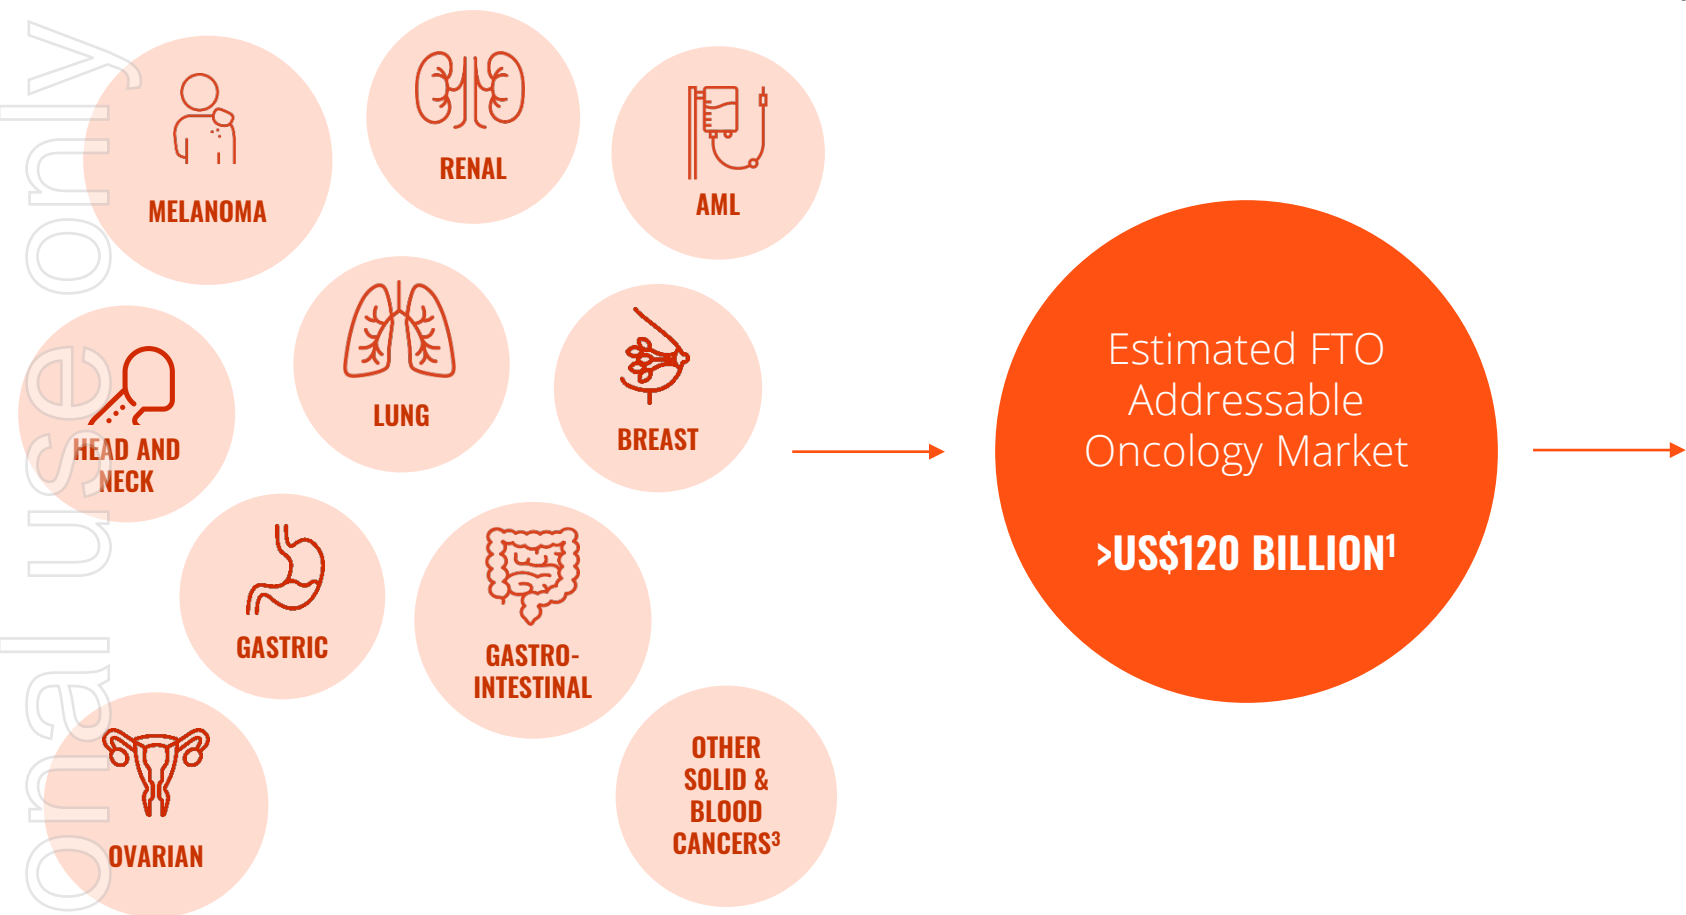 MELANOMA
RENAL
AML
HEAD AND
NECK
LUNG
BREAST
GASTRIC
GASTRO-
INTESTINAL
OVARIAN
OTHER
SOLID &
BLOOD
CANCERS³
Estimated FTO
Addressable
Oncology Market
>US$120 BILLION¹
onal use only